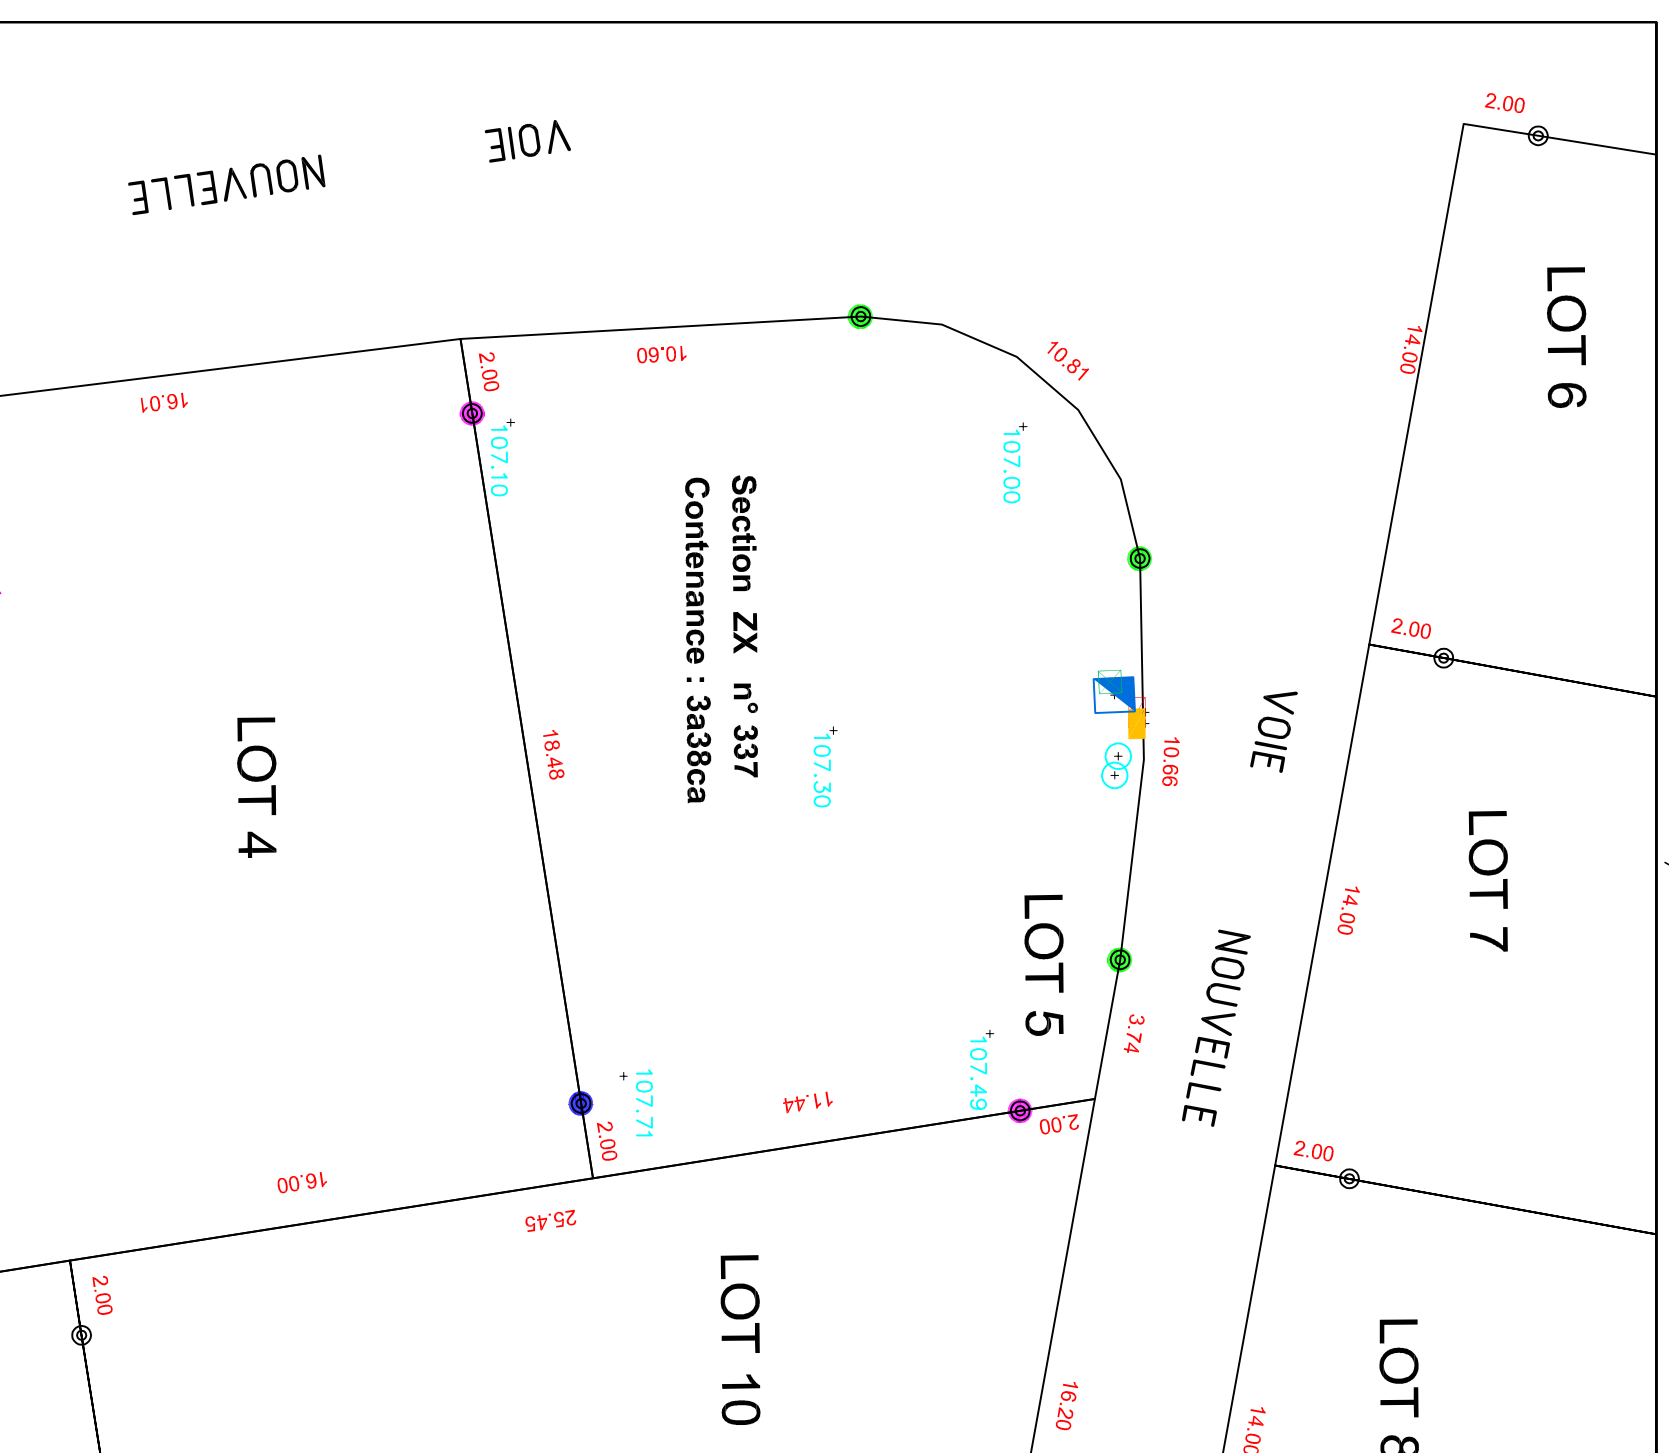 VOIE
NOUVELLE
2.00
LOT 6
14.00
10.60
2.00
10.81
16.01
107.10
107.00
Section ZX n° 337
Contenance : 3a38ca
2.00
VOIE
NOUVELLE
LOT 4
18.48
107.30
10.66
LOT 7
14.00
LOT 5
3.74
107.49
107.71
11.44
2.00
2.00
2.00
16.00
25.45
2.00
LOT 10
LOT 8
16.20
14.00